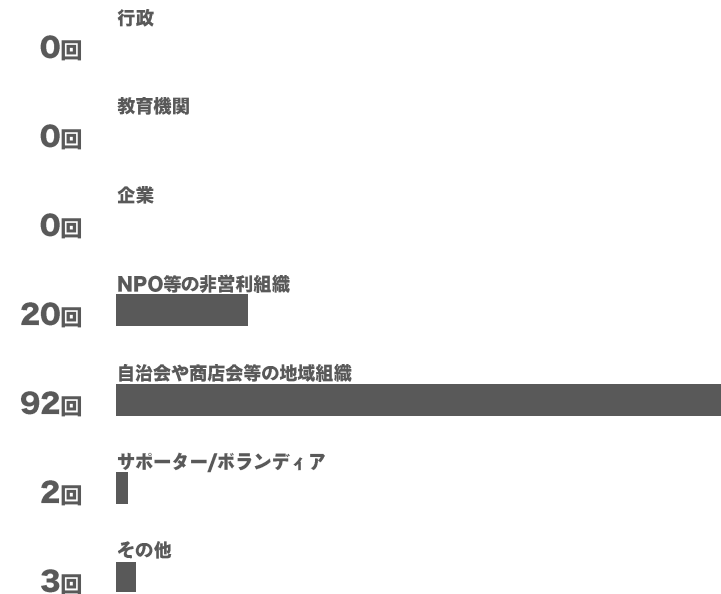 行政
0回
教育機関
0回
企業
0回
NPO等の非営利組織
20回
自治会や商店会等の地域組織
92回
サポーター/ボランディア
2回
その他
3回